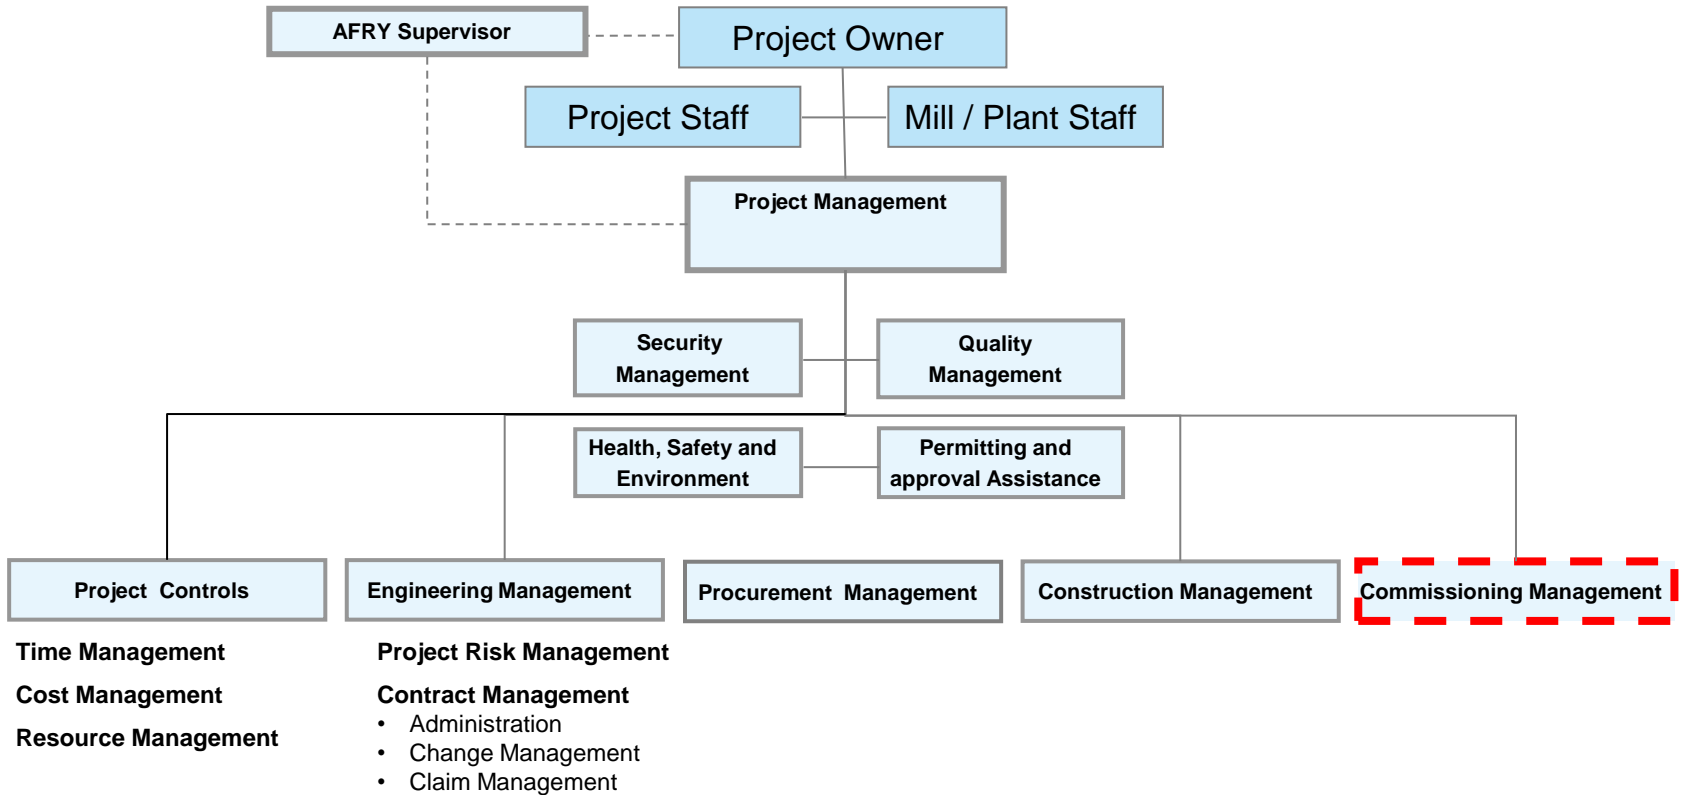 AFRY Supervisor
Project Owner
Project Staff
Mill / Plant Staff
Project Management
Security
Management
Quality
Management
Health, Safety and
Environment
Permitting and
approval Assistance
Project Controls
Engineering Management
Procurement Management
Construction Management
Commissioning Management
Time Management
Cost Management
Resource Management
Project Risk Management
Contract Management
• Administration
• Change Management
• Claim Management